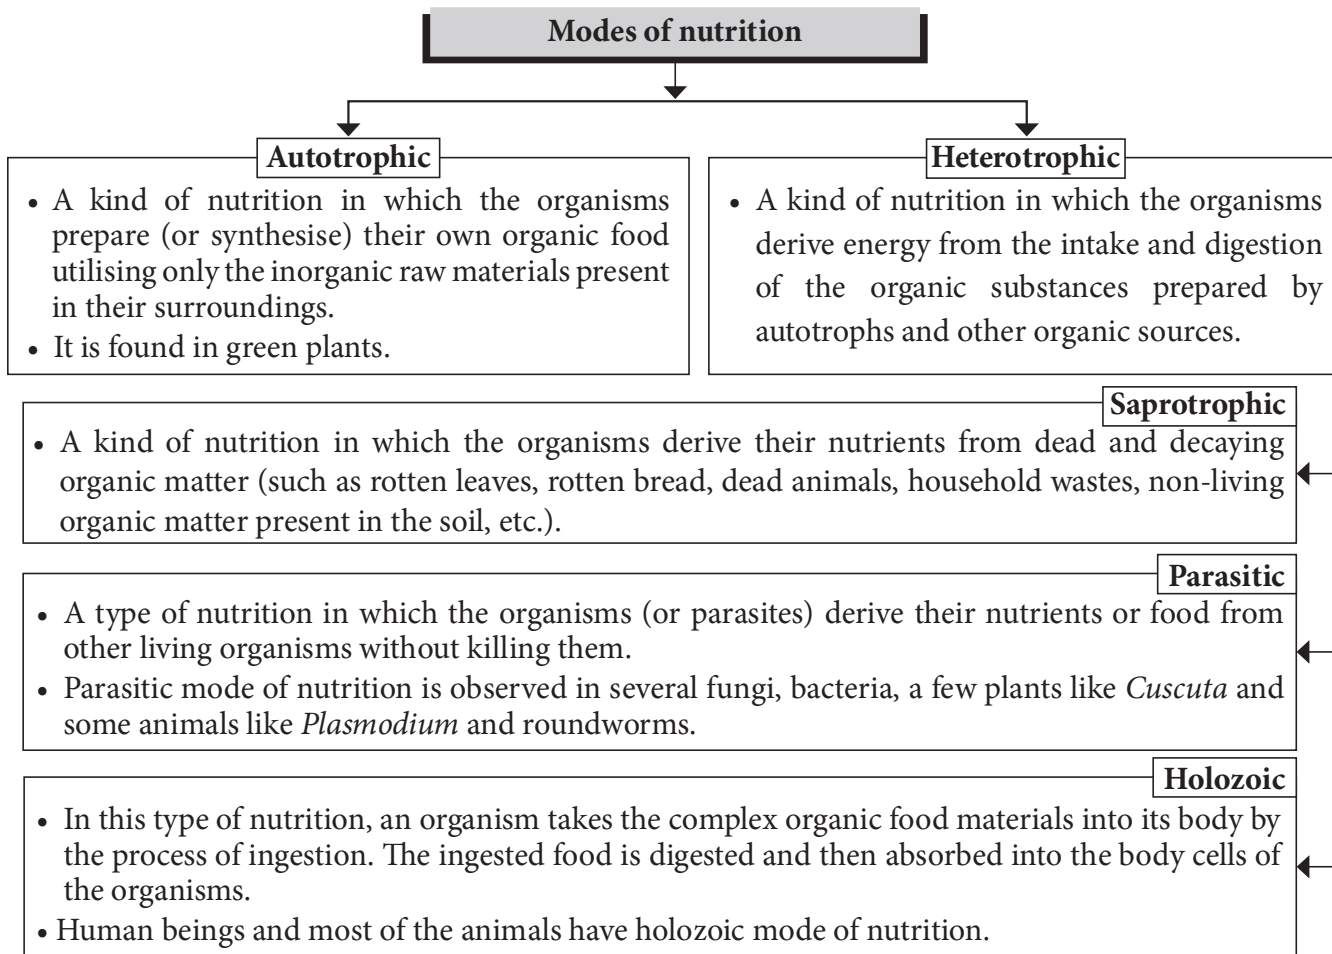 Modes of nutrition
Autotrophic
• A kind of nutrition in which the organisms
prepare (or synthesise) their own organic food
utilising only the inorganic raw materials present
in their surroundings.
• It is found in green plants.
Heterotrophic
• A kind of nutrition in which the organisms
derive energy from the intake and digestion
of the organic substances prepared by
autotrophs and other organic sources.
Saprotrophic
• A kind of nutrition in which the organisms derive their nutrients from dead and decaying
organic matter (such as rotten leaves, rotten bread, dead animals, household wastes, non-living
organic matter present in the soil, etc.).
Parasitic
• A type of nutrition in which the organisms (or parasites) derive their nutrients or food from
other living organisms without killing them.
• Parasitic mode of nutrition is observed in several fungi, bacteria, a few plants like Cuscuta and
some animals like Plasmodium and roundworms.
Holozoic
• In this type of nutrition, an organism takes the complex organic food materials into its body by
the process of ingestion. The ingested food is digested and then absorbed into the body cells of
the organisms.
• Human beings and most of the animals have holozoic mode of nutrition.